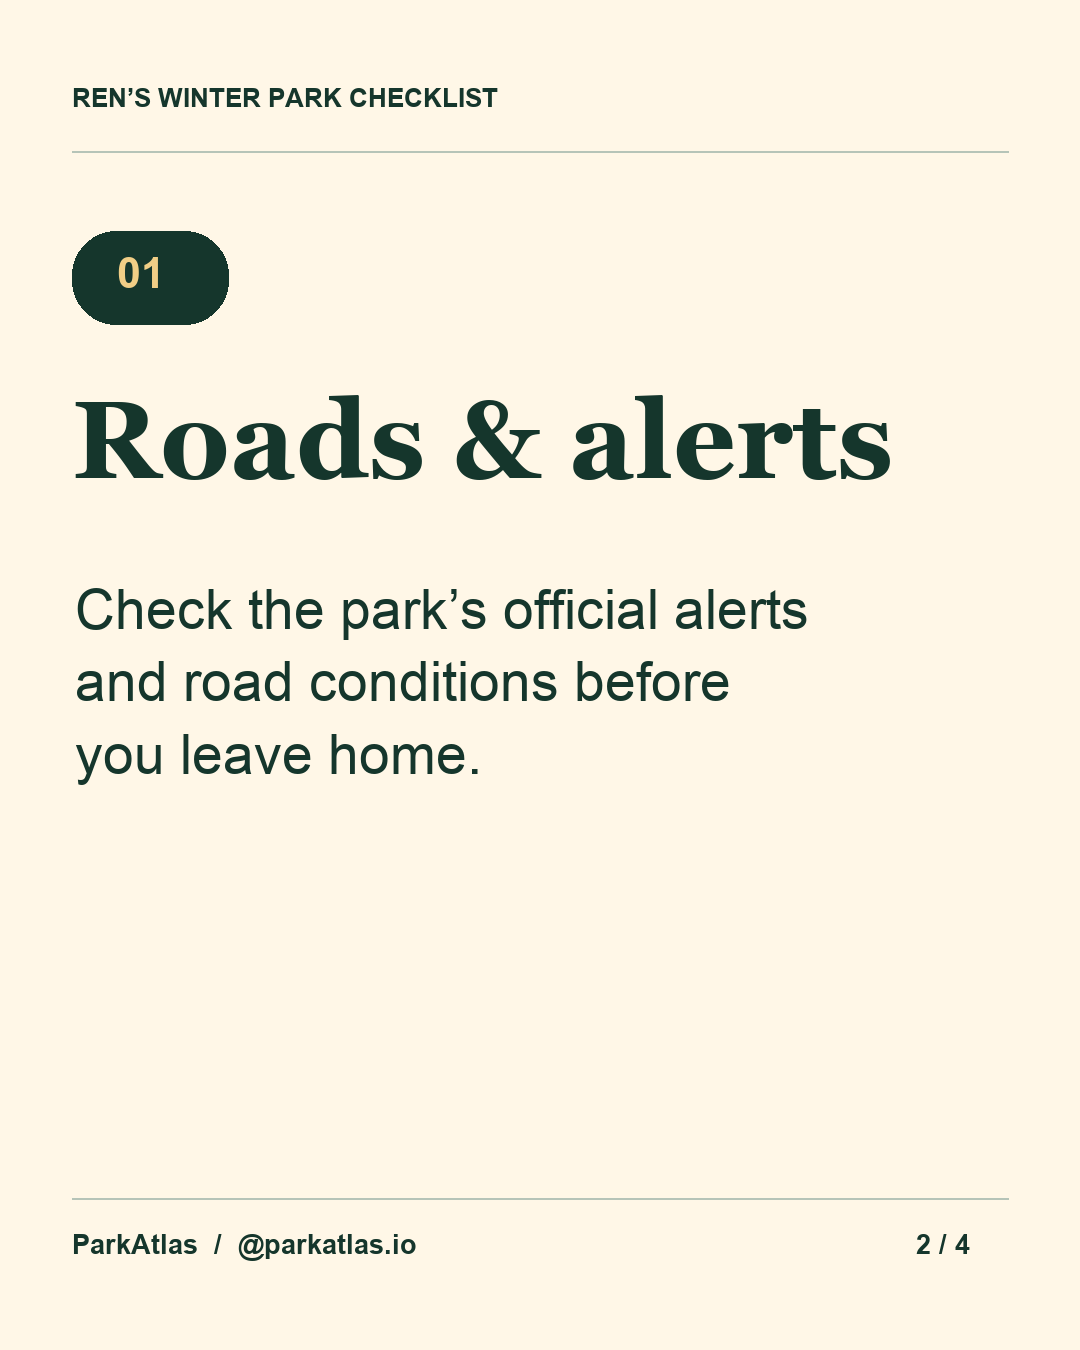 REN’S WINTER PARK CHECKLIST
01
Roads & alerts
Check the park’s official alerts
and road conditions before
you leave home.
ParkAtlas / @parkatlas.io
2 / 4